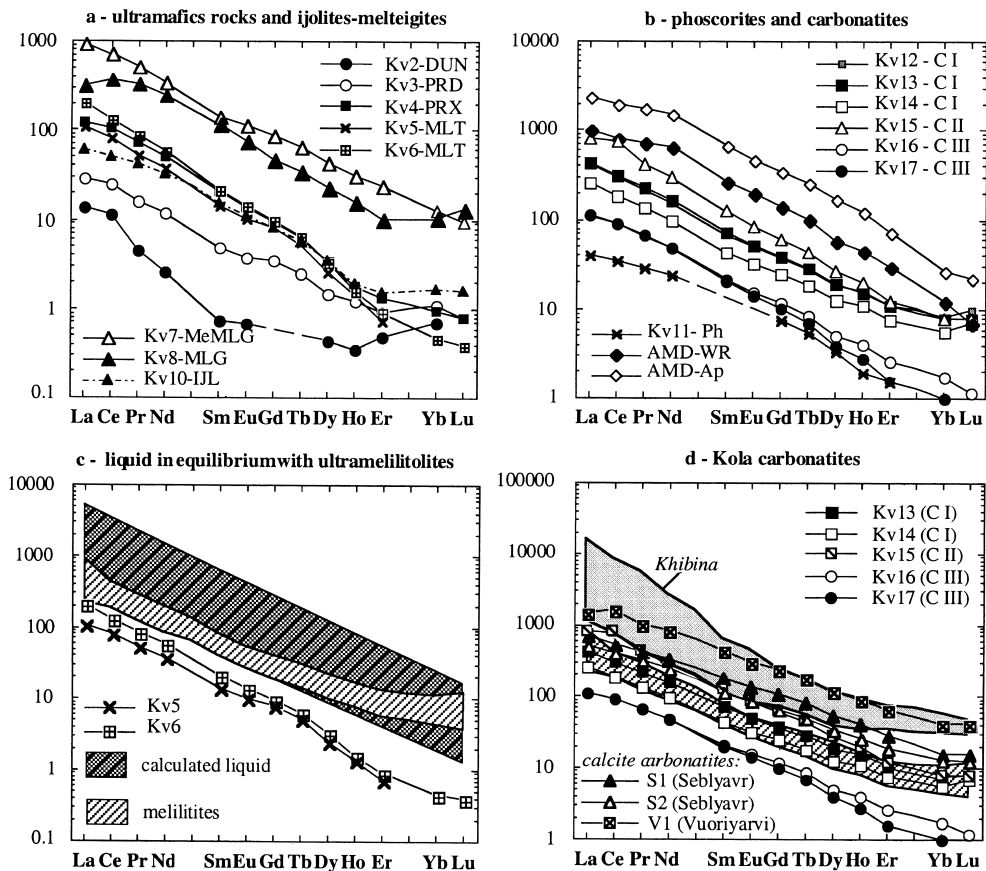 a - ultramafics rocks and ijolites-melteigites
1000
100
10
1
0.1
Kv2-DUN
Kv3-PRD
Kv4-PRX
Kv5-MLT
Kv6-MLT
Kv7-MeMLG
Kv8-MLG
Kv10-IJL
La Ce Pr Nd Sm Eu Gd Tb Dy Ho Er Yb Lu
b - phoscorites and carbonatites
10000
1000
100
10
1
Kv12 - C I
Kv13 - C I
Kv14 - C I
Kv15 - C II
Kv16 - C III
Kv17 - C III
Kv11- Ph
AMD-WR
AMD-Ap
La Ce Pr Nd Sm Eu Gd Tb Dy Ho Er Yb Lu
c - liquid in equilibrium with ultramelilitolites
10000
1000
100
10
1
0.1
Kv5
Kv6
calculated liquid
melilitites
La Ce Pr Nd Sm Eu Gd Tb Dy Ho Er Yb Lu
d - Kola carbonatites
100000
10000
1000
100
10
1
Kv13 (C I)
Kv14 (C I)
Kv15 (C II)
Kv16 (C III)
Kv17 (C III)
Khibina
calcite arbonatites:
S1 (Seblyavr)
S2 (Seblyavr)
V1 (Vuoriyarvi)
La Ce Pr Nd Sm Eu Gd Tb Dy Ho Er Yb Lu